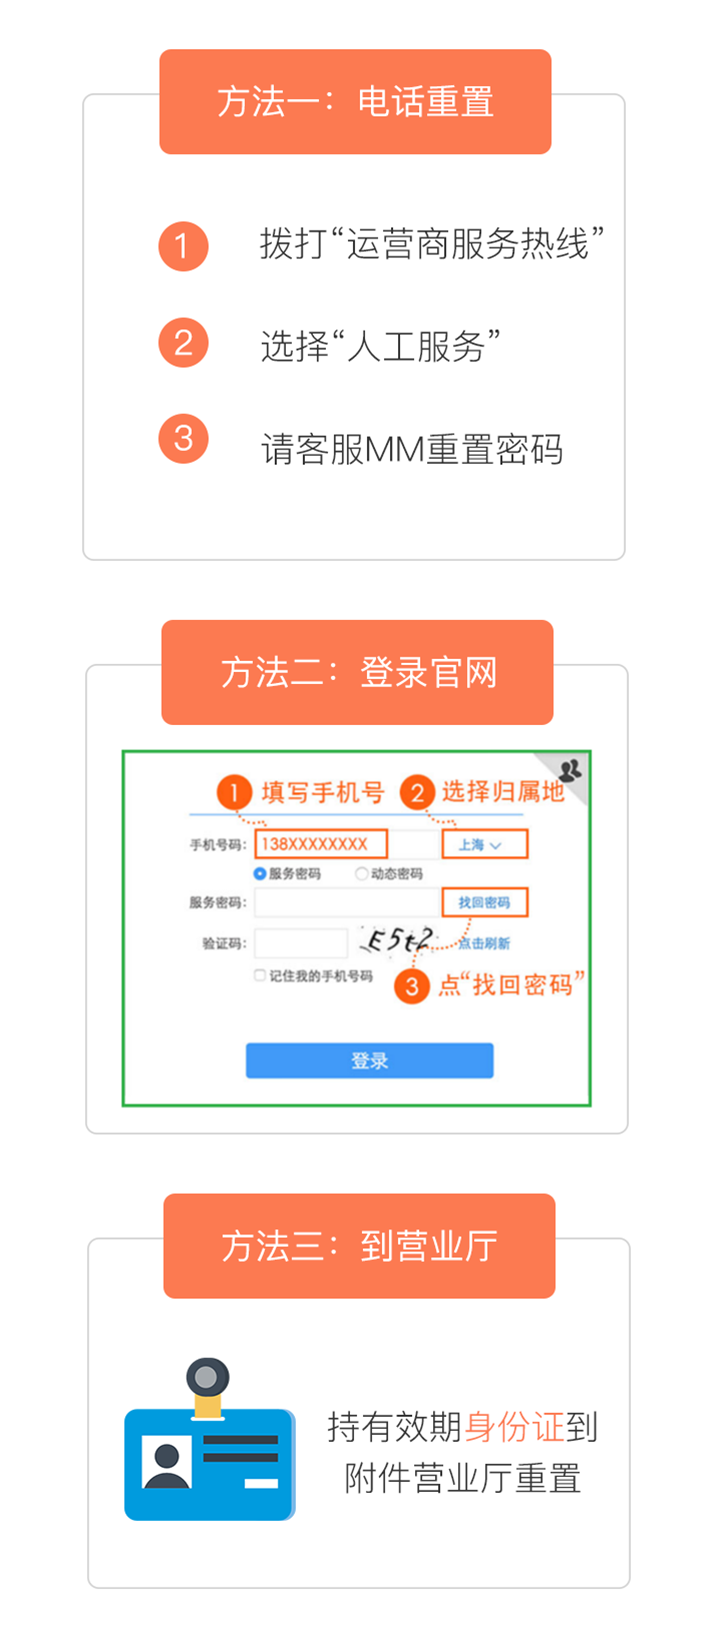 方法一：电话重置
1 拨打“运营商服务热线”
2 选择“人工服务”
3 请客服MM重置密码
方法二：登录官网
1 填写手机号 2 选择归属地
手机号码： 138XXXXXXXX 上海
服务密码 动态密码
服务密码： 找回密码
验证码： E5t2 点击刷新
记住我的手机号码
3 点“找回密码”
登录
方法三：到营业厅
持有效期身份证到
附件营业厅重置